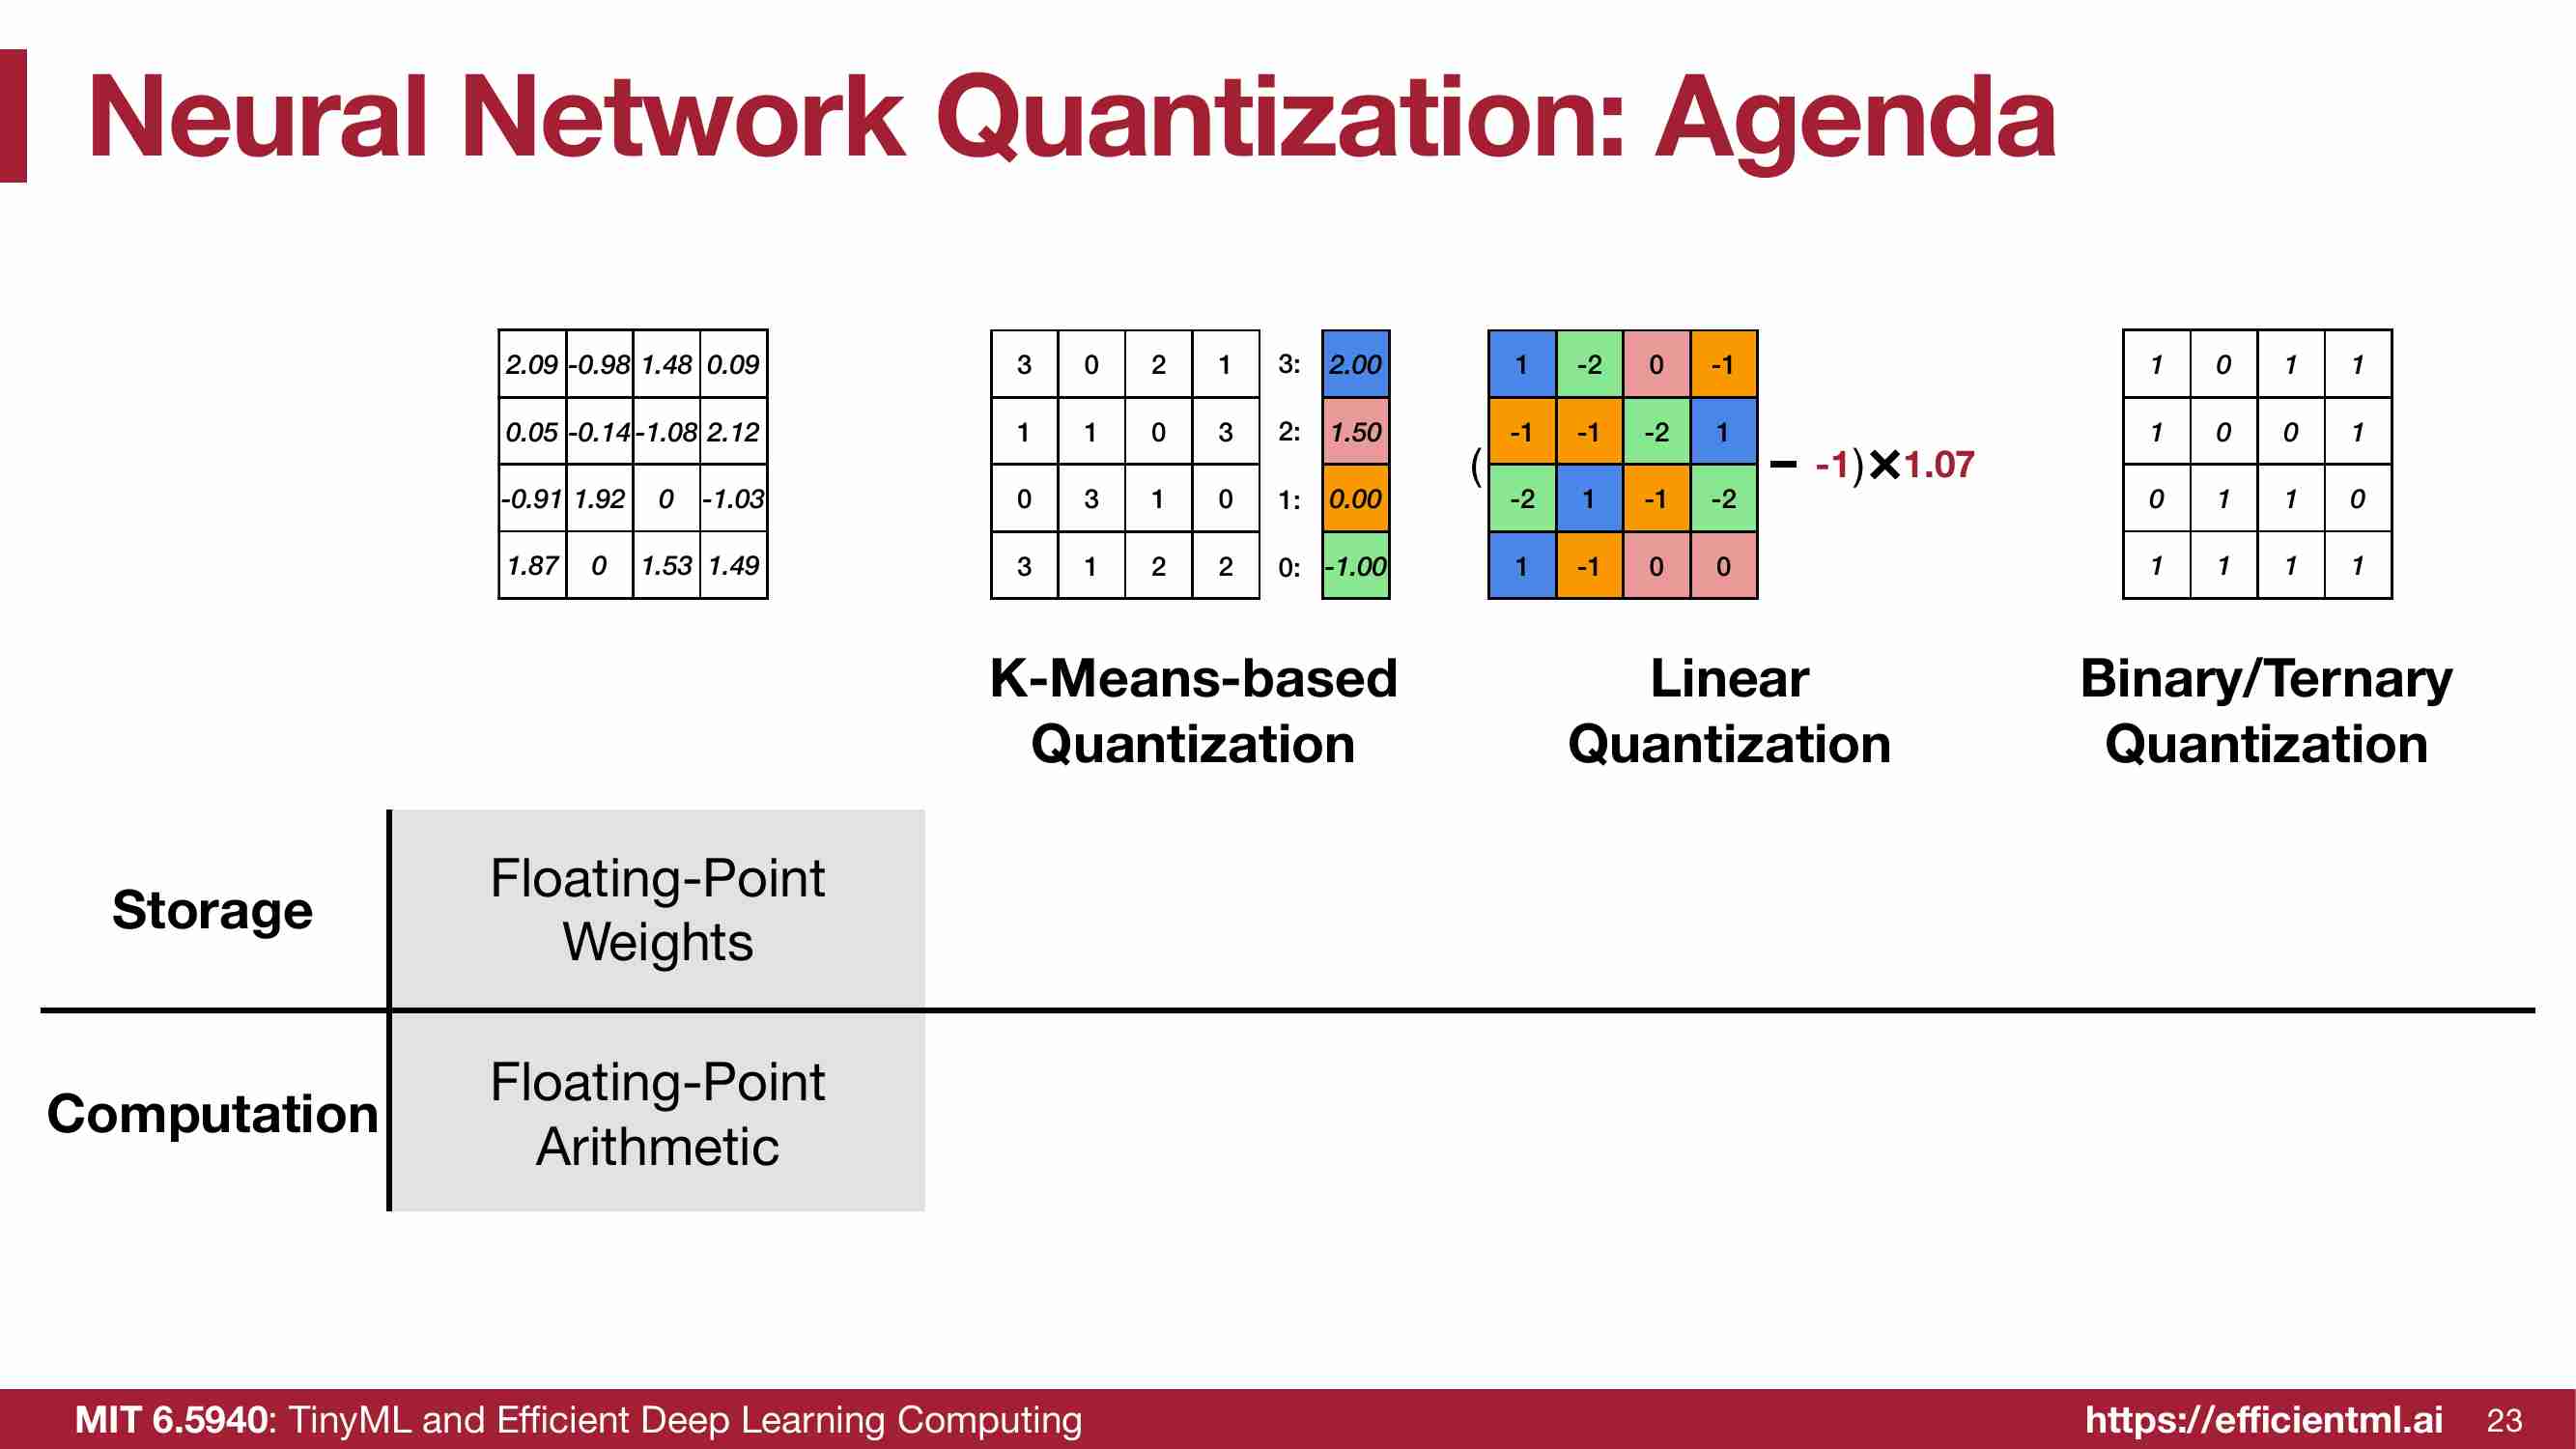 Neural Network Quantization: Agenda
2.09 -0.98 1.48 0.09
0.05 -0.14 -1.08 2.12
-0.91 1.92 0 -1.03
1.87 0 1.53 1.49
3 0 2 1 3: 2.00
1 1 0 3 2: 1.50
0 3 1 0 1: 0.00
3 1 2 2 0: -1.00
K-Means-based
Quantization
1 -2 0 -1
-1 -1 -2 1
( − -1) × 1.07
-2 1 -1 -2
1 -1 0 0
Linear
Quantization
1 0 1 1
1 0 0 1
0 1 1 0
1 1 1 1
Binary/Ternary
Quantization
Storage
Floating-Point
Weights
Computation
Floating-Point
Arithmetic
MIT 6.5940: TinyML and Efficient Deep Learning Computing
https://efficientml.ai 23